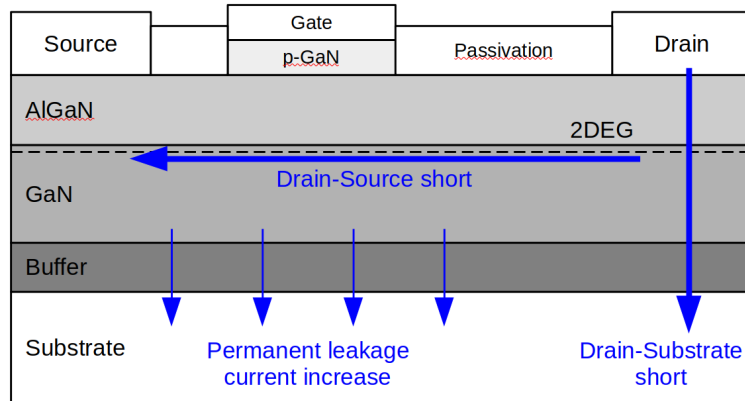 Source
Gate
p-GaN
Passivation
Drain
AlGaN
2DEG
Drain-Source short
GaN
Buffer
Substrate
Permanent leakage
current increase
Drain-Substrate
short